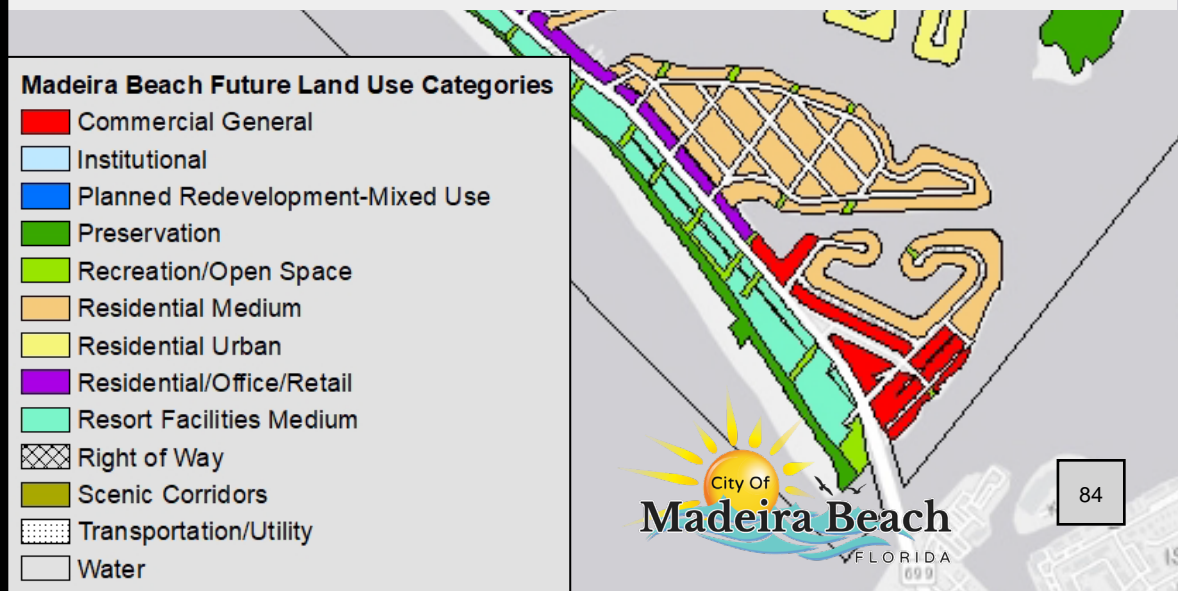 Madeira Beach Future Land Use Categories
Commercial General
Institutional
Planned Redevelopment-Mixed Use
Preservation
Recreation/Open Space
Residential Medium
Residential Urban
Residential/Office/Retail
Resort Facilities Medium
Right of Way
Scenic Corridors
Transportation/Utility
Water
City Of
Madeira Beach
FLORIDA
699
84